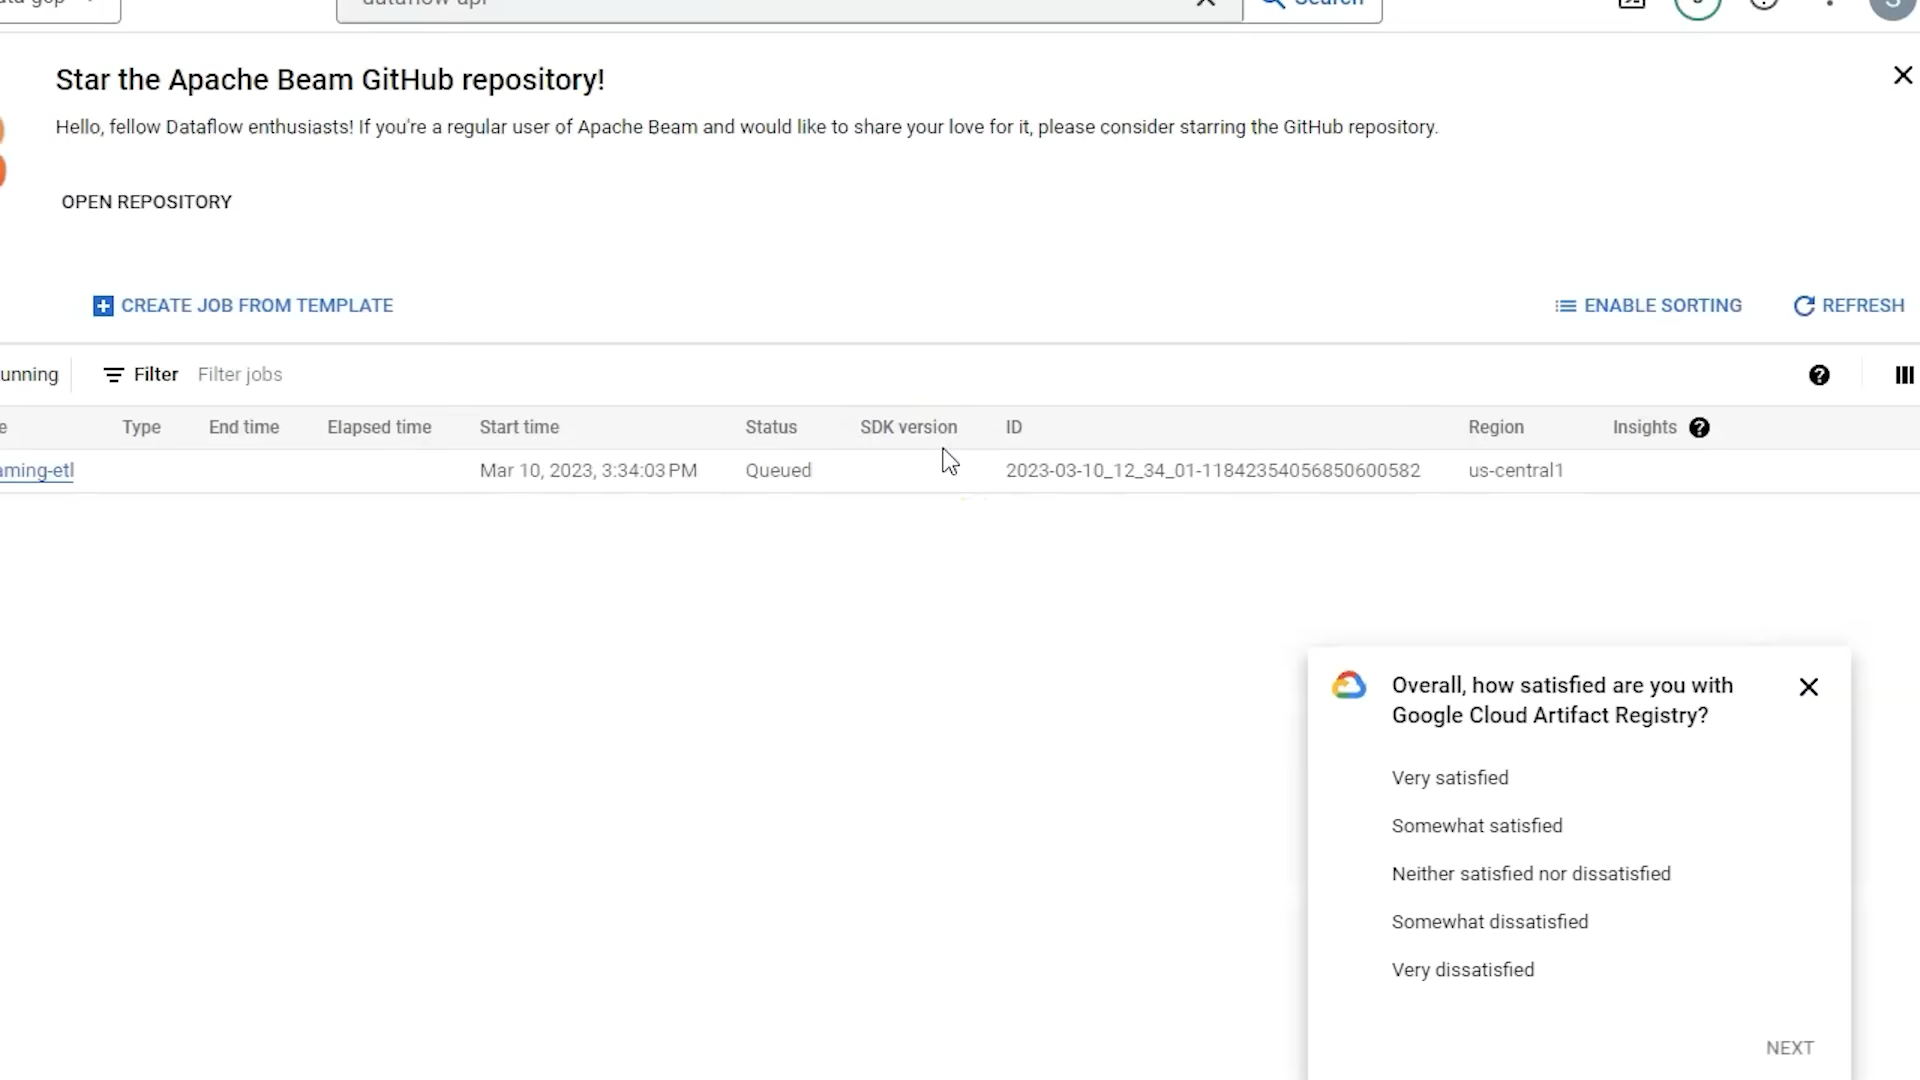 dataflow api
Search
Star the Apache Beam GitHub repository!
Hello, fellow Dataflow enthusiasts! If you're a regular user of Apache Beam and would like to share your love for it, please consider starring the GitHub repository.
OPEN REPOSITORY
CREATE JOB FROM TEMPLATE
ENABLE SORTING
REFRESH
unning
Filter
Filter jobs
e
Type
End time
Elapsed time
Start time
Status
SDK version
ID
Region
Insights
aming-etl
Mar 10, 2023, 3:34:03 PM
Queued
2023-03-10_12_34_01-11842354056850600582
us-central1
Overall, how satisfied are you with
Google Cloud Artifact Registry?
Very satisfied
Somewhat satisfied
Neither satisfied nor dissatisfied
Somewhat dissatisfied
Very dissatisfied
NEXT